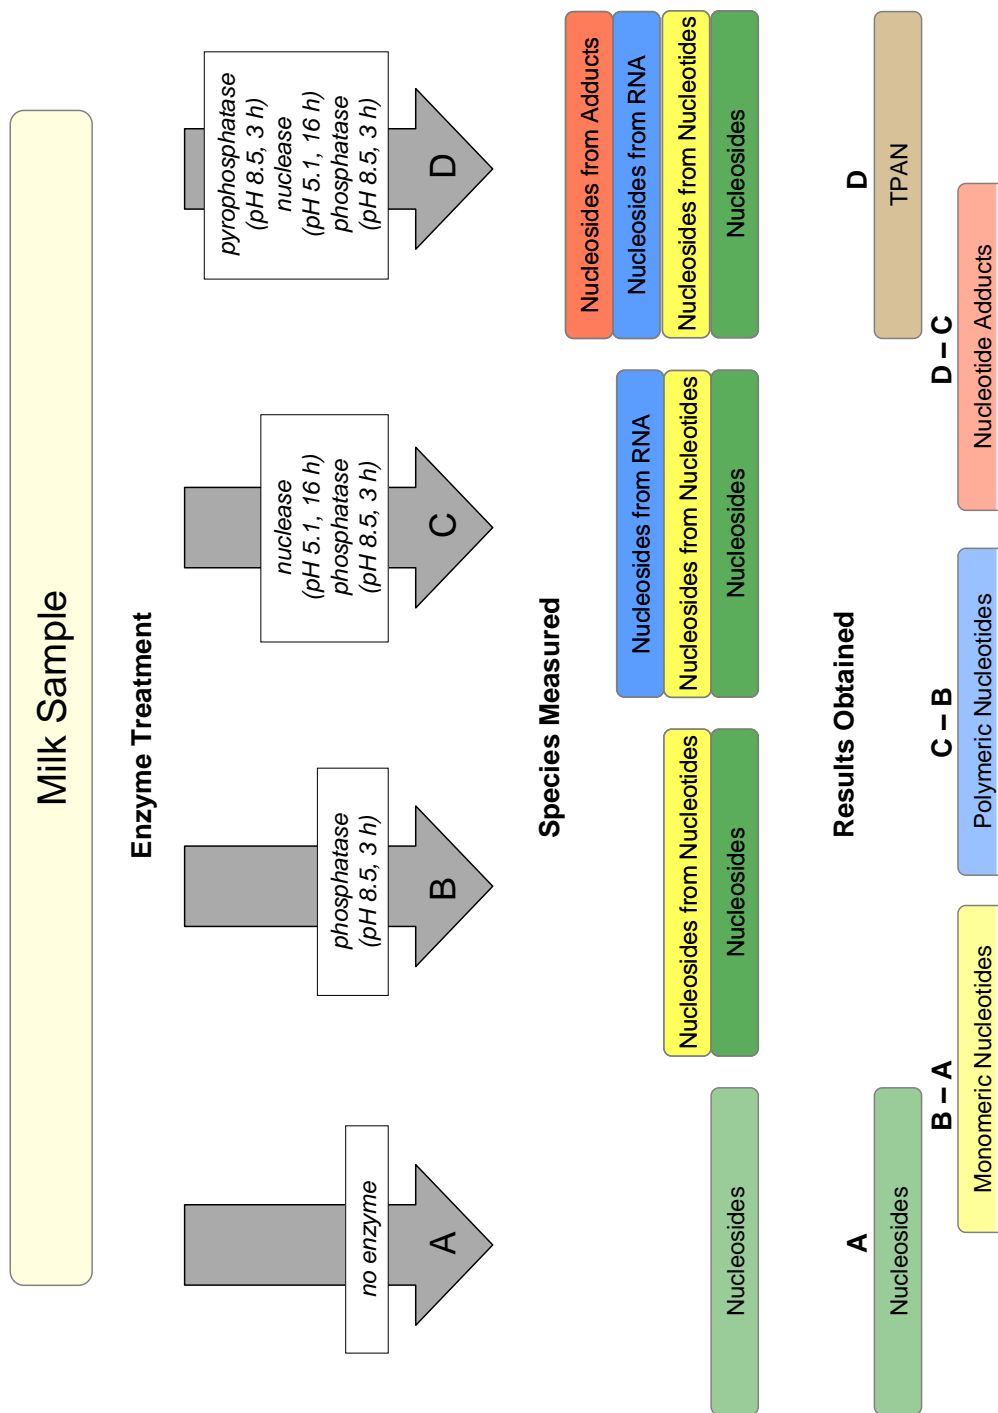 Milk Sample
Enzyme Treatment
no enzyme
A
phosphatase
(pH 8.5, 3 h)
B
nuclease
(pH 5.1, 16 h)
phosphatase
(pH 8.5, 3 h)
C
pyrophosphatase
(pH 8.5, 3 h)
nuclease
(pH 5.1, 16 h)
phosphatase
(pH 8.5, 3 h)
D
Species Measured
Nucleosides
Nucleosides from Nucleotides
Nucleosides
Nucleosides from RNA
Nucleosides from Nucleotides
Nucleosides
Nucleosides from Adducts
Nucleosides from RNA
Nucleosides from Nucleotides
Nucleosides
Results Obtained
A
Nucleosides
B – A
Monomeric Nucleotides
C – B
Polymeric Nucleotides
D – C
Nucleotide Adducts
D
TPAN